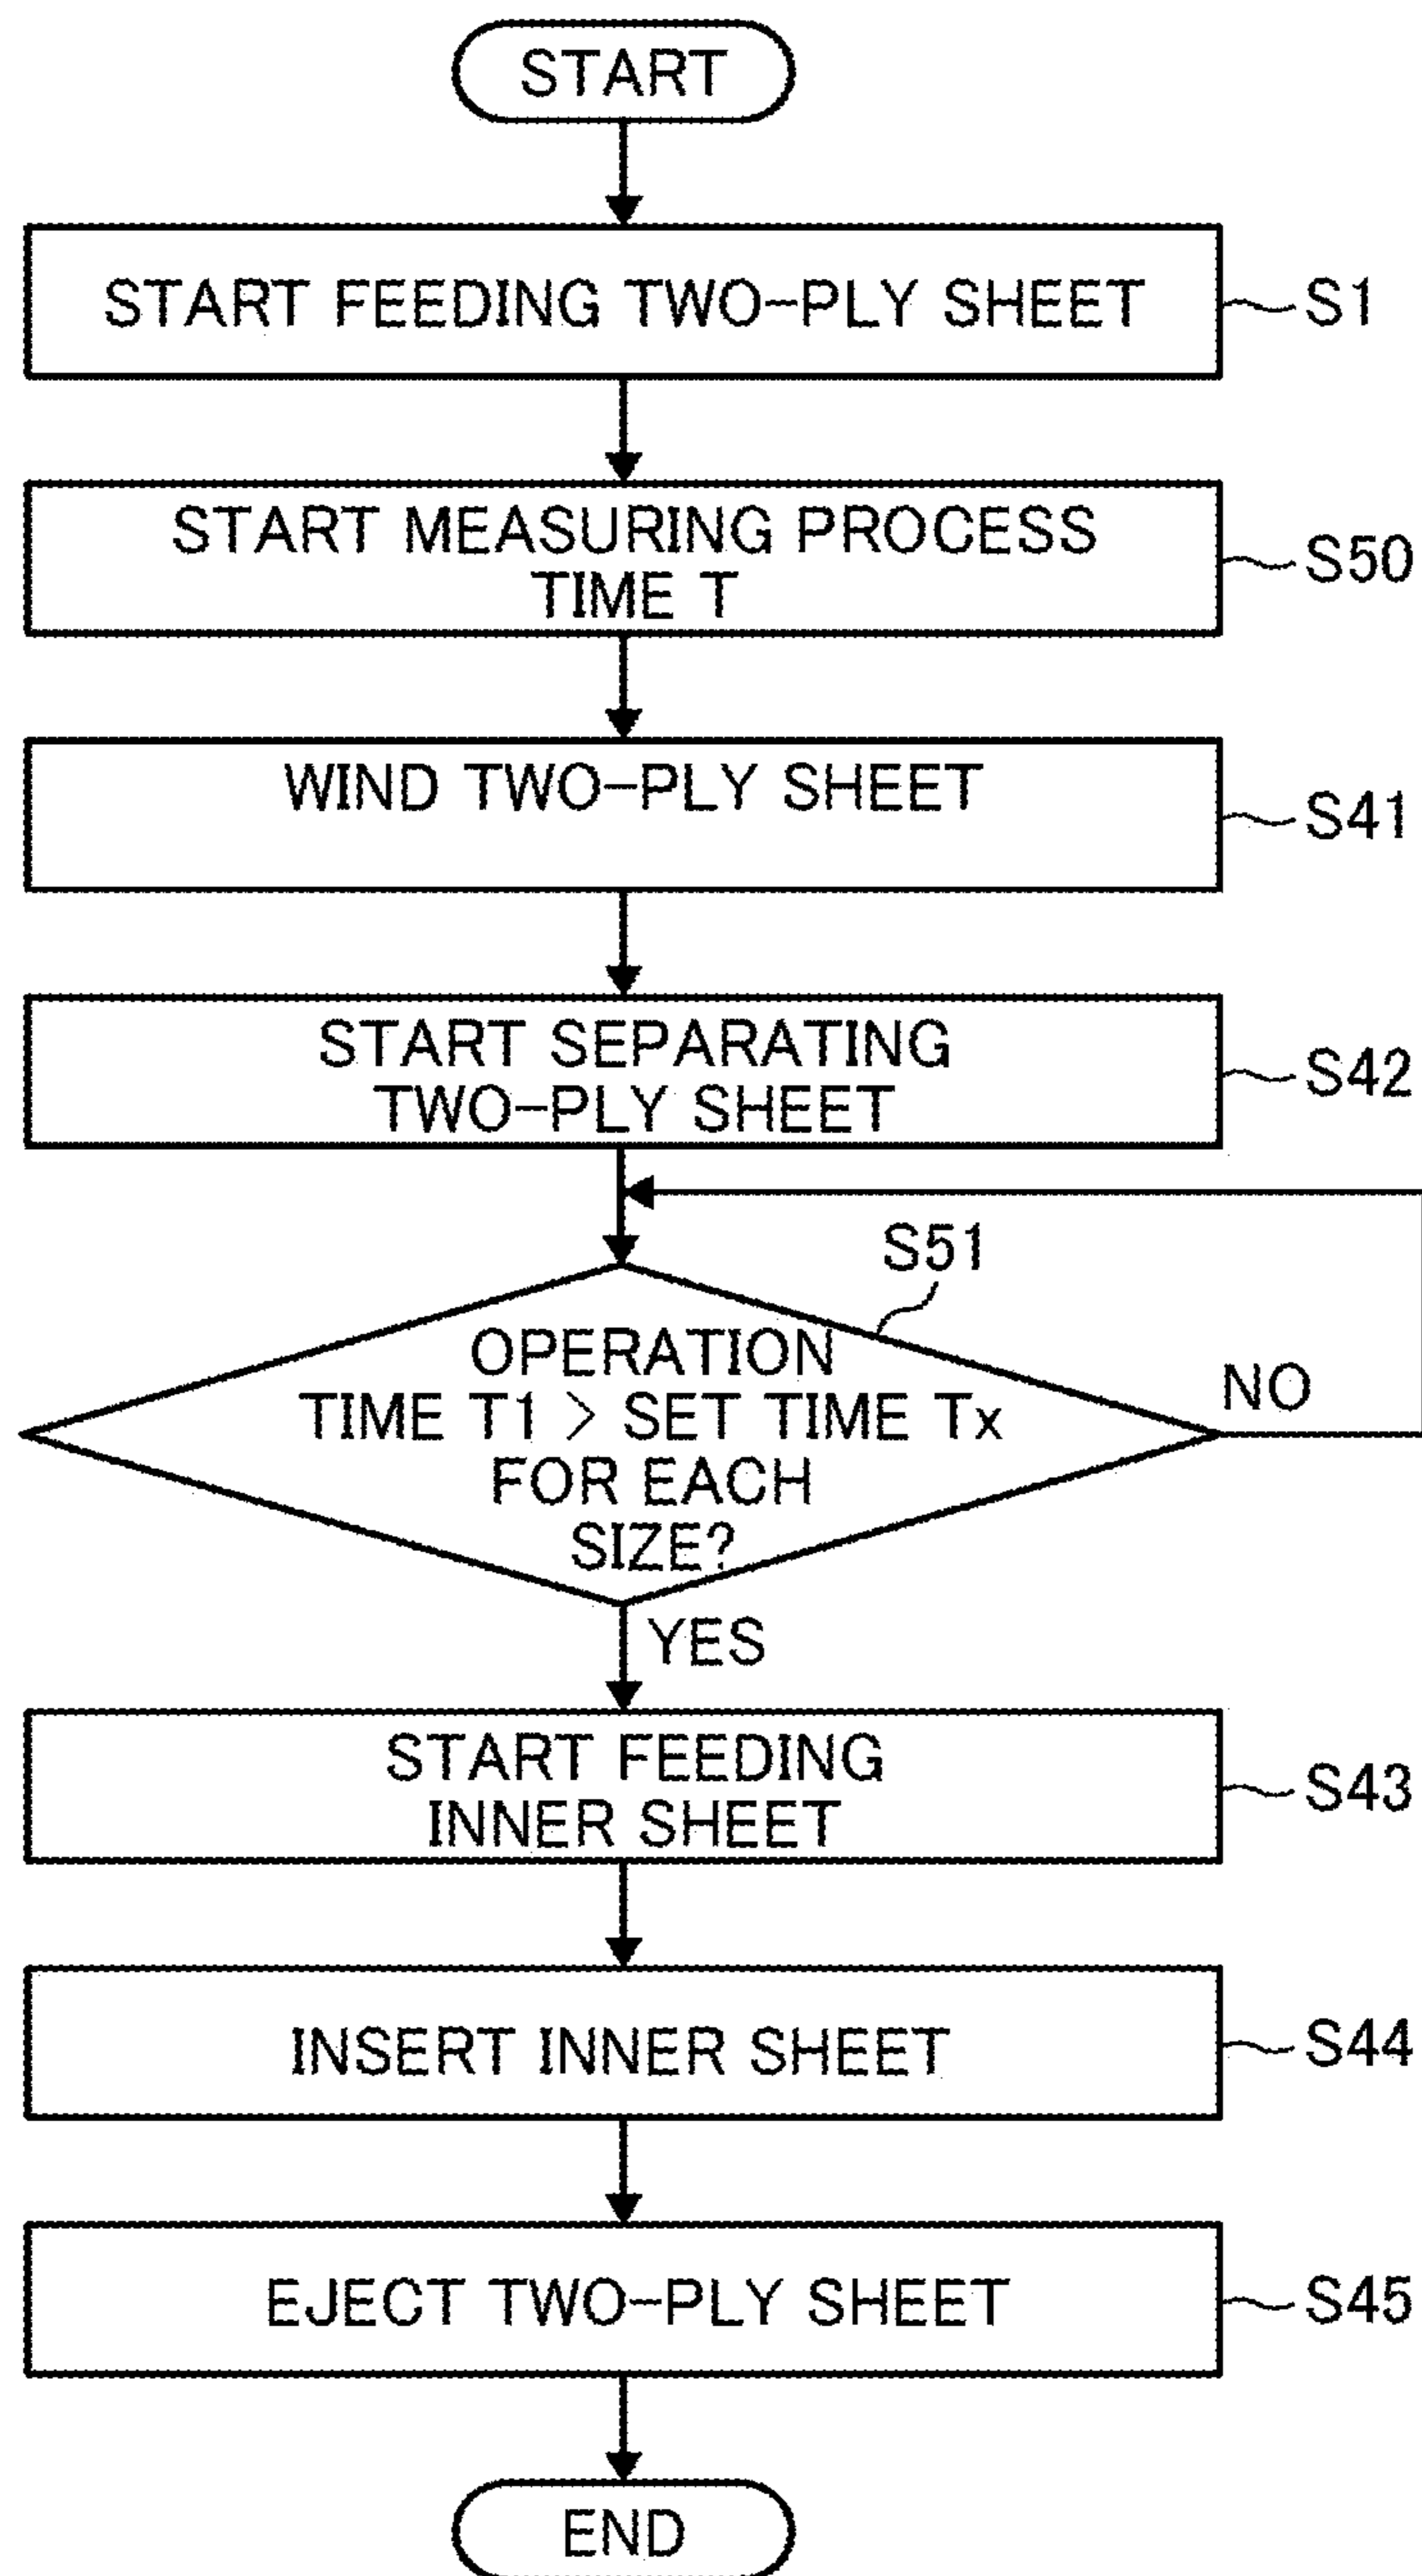 START
START FEEDING TWO-PLY SHEET
S1
START MEASURING PROCESS
TIME T
S50
WIND TWO-PLY SHEET
S41
START SEPARATING
TWO-PLY SHEET
S42
S51
OPERATION
TIME T1 > SET TIME Tx
FOR EACH
SIZE?
NO
YES
START FEEDING
INNER SHEET
S43
INSERT INNER SHEET
S44
EJECT TWO-PLY SHEET
S45
END